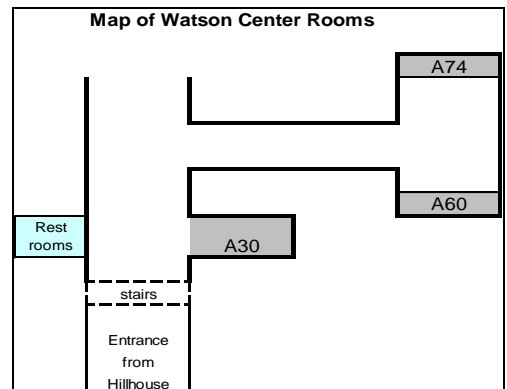 Map of Watson Center Rooms
A74
A60
Rest
rooms
A30
stairs
Entrance
from
Hillhouse